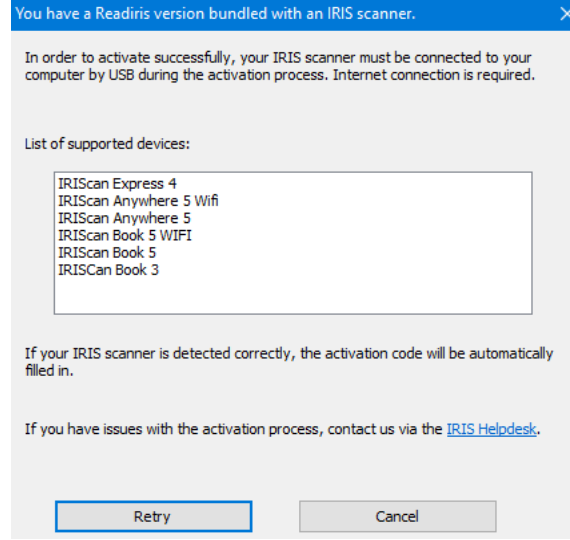 You have a Readiris version bundled with an IRIS scanner.
In order to activate successfully, your IRIS scanner must be connected to your
computer by USB during the activation process. Internet connection is required.
List of supported devices:
IRIScan Express 4
IRIScan Anywhere 5 Wifi
IRIScan Anywhere 5
IRIScan Book 5 WIFI
IRIScan Book 5
IRISCan Book 3
If your IRIS scanner is detected correctly, the activation code will be automatically
filled in.
If you have issues with the activation process, contact us via the IRIS Helpdesk.
Retry
Cancel